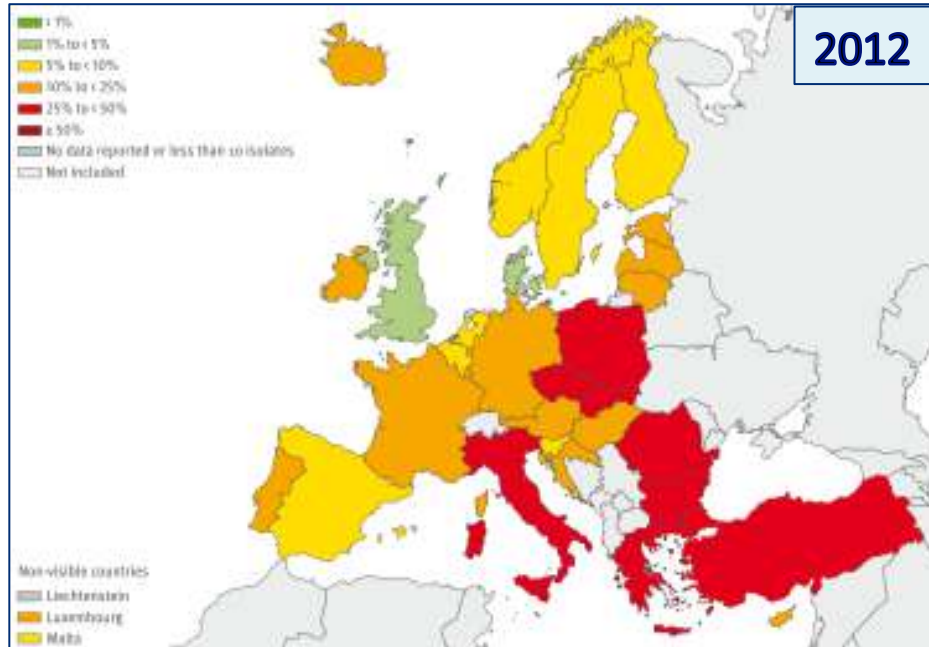 < 1%
1% to < 5%
5% to < 10%
10% to < 25%
25% to < 50%
≥ 50%
No data reported or less than 10 isolates
Not included
2012
Non-visible countries
Liechtenstein
Luxembourg
Malta